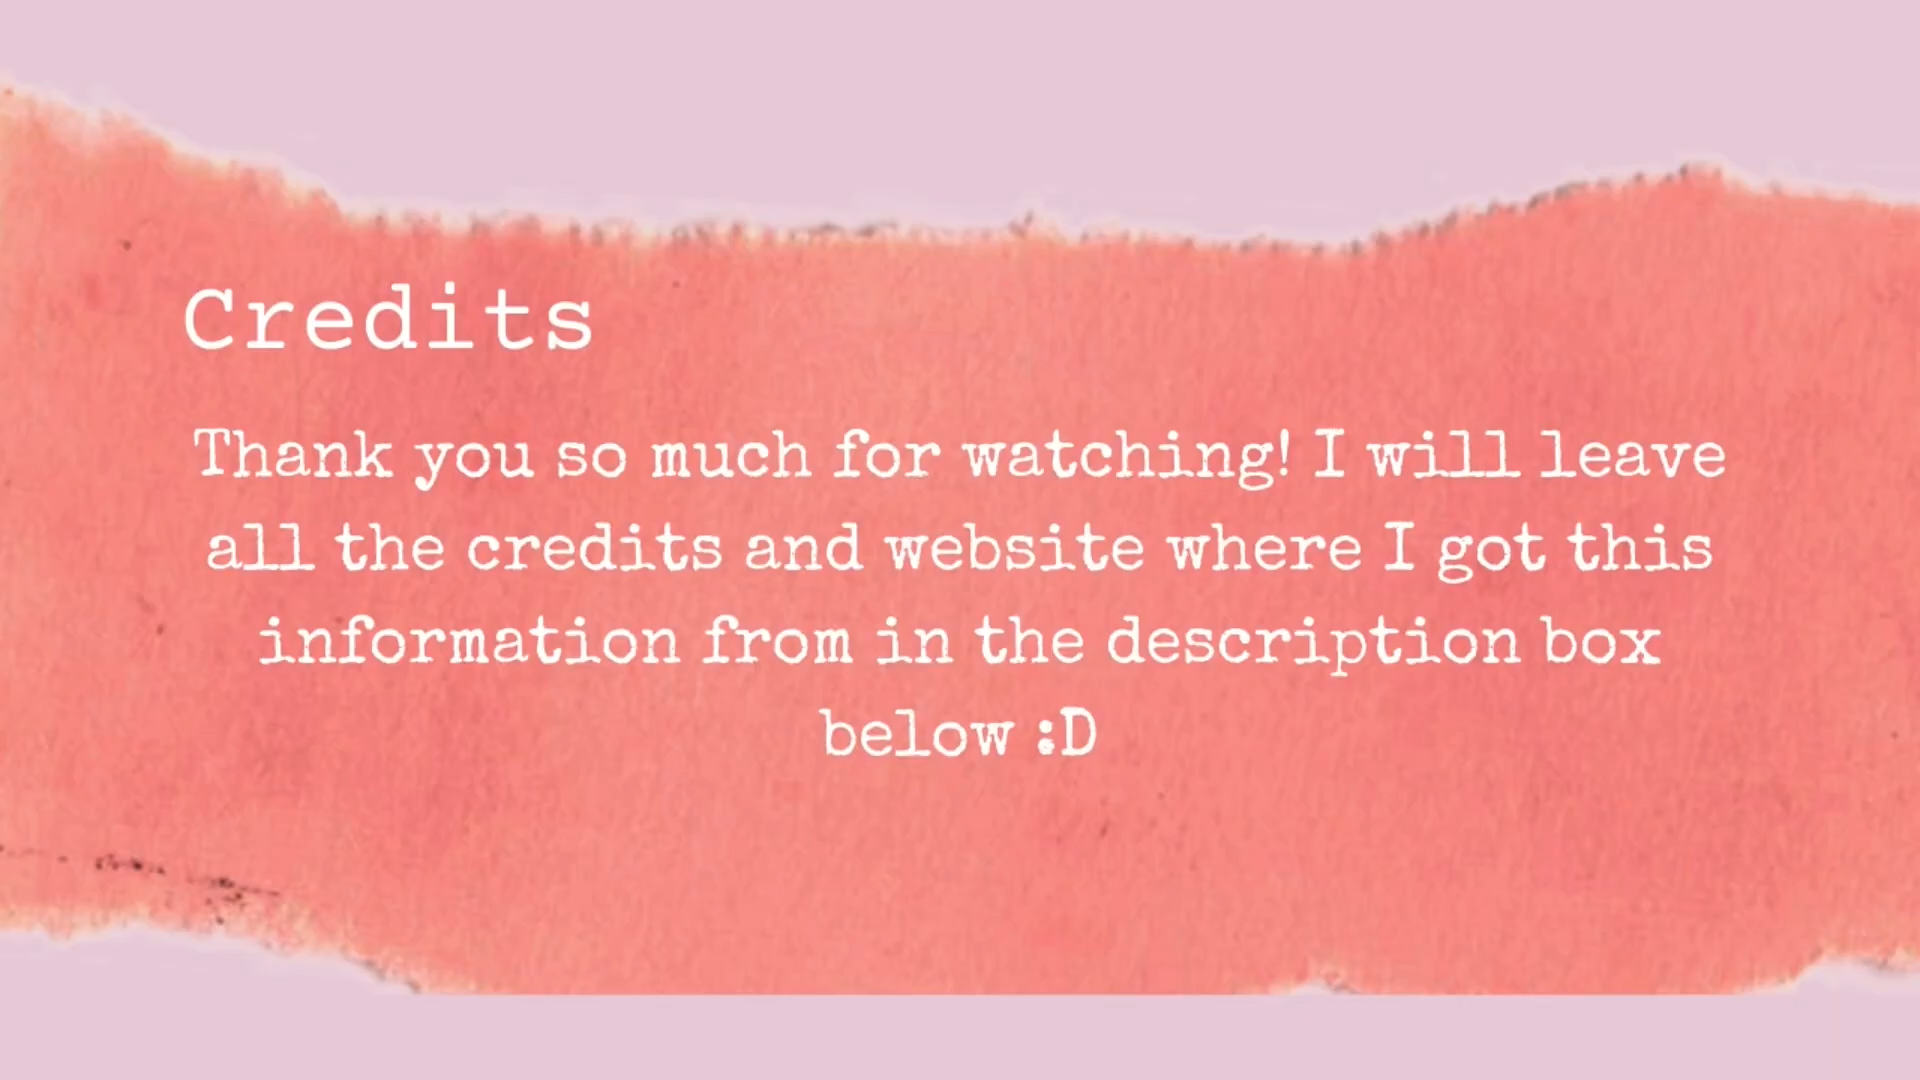 Credits
Thank you so much for watching! I will leave
all the credits and website where I got this
information from in the description box
below :D